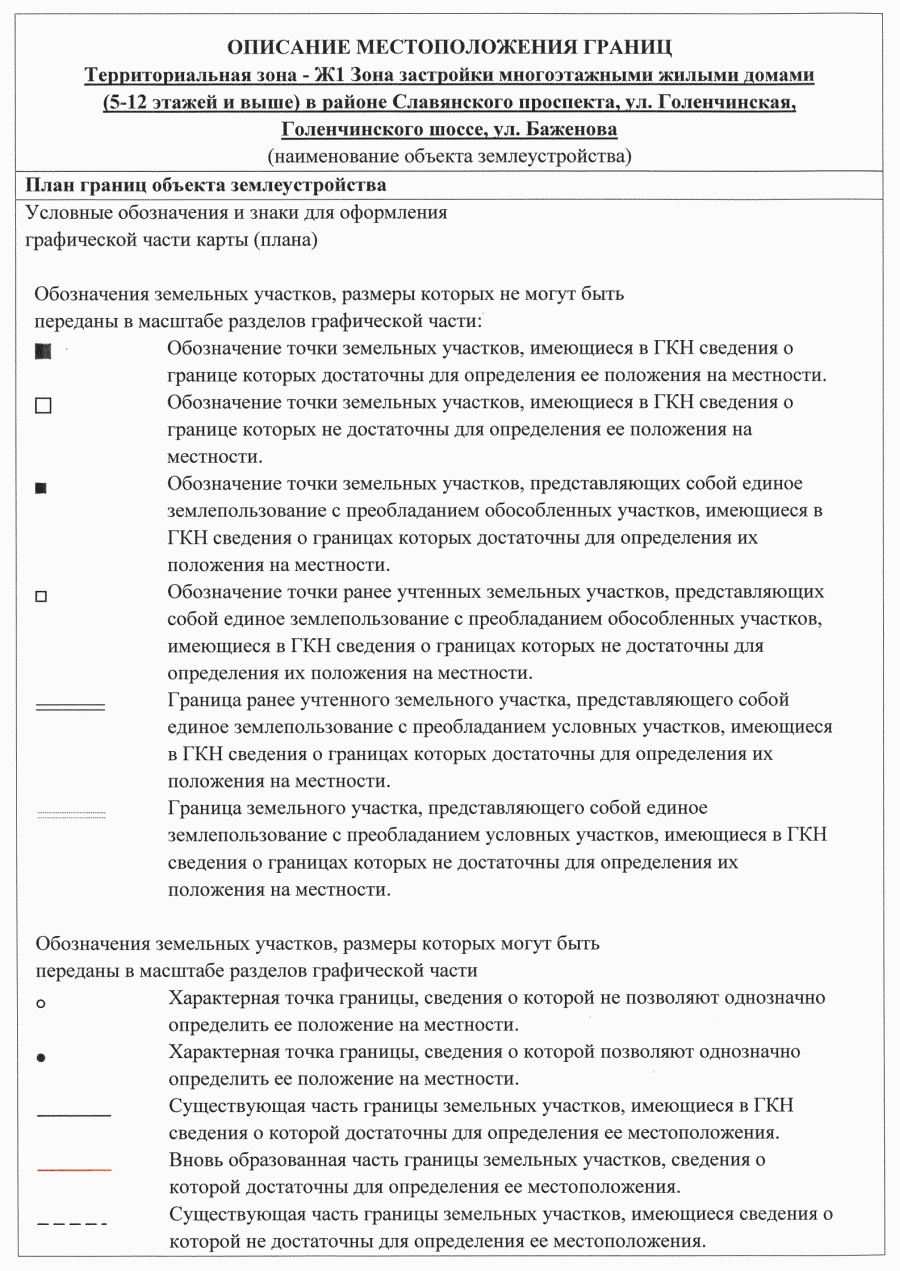 ОПИСАНИЕ МЕСТОПОЛОЖЕНИЯ ГРАНИЦ
Территориальная зона - Ж1 Зона застройки многоэтажными жилыми домами
(5-12 этажей и выше) в районе Славянского проспекта, ул. Голенчинская,
Голенчинского шоссе, ул. Баженова
(наименование объекта землеустройства)
План границ объекта землеустройства
Условные обозначения и знаки для оформления
графической части карты (плана)
Обозначения земельных участков, размеры которых не могут быть
переданы в масштабе разделов графической части:
Обозначение точки земельных участков, имеющиеся в ГКН сведения о
границе которых достаточны для определения ее положения на местности.
Обозначение точки земельных участков, имеющиеся в ГКН сведения о
границе которых не достаточны для определения ее положения на
местности.
Обозначение точки земельных участков, представляющих собой единое
землепользование с преобладанием обособленных участков, имеющиеся в
ГКН сведения о границах которых достаточны для определения их
положения на местности.
Обозначение точки ранее учтенных земельных участков, представляющих
собой единое землепользование с преобладанием обособленных участков,
имеющиеся в ГКН сведения о границах которых не достаточны для
определения их положения на местности.
Граница ранее учтенного земельного участка, представляющего собой
единое землепользование с преобладанием условных участков, имеющиеся
в ГКН сведения о границах которых достаточны для определения их
положения на местности.
Граница земельного участка, представляющего собой единое
землепользование с преобладанием условных участков, имеющиеся в ГКН
сведения о границах которых не достаточны для определения их
положения на местности.
Обозначения земельных участков, размеры которых могут быть
переданы в масштабе разделов графической части
Характерная точка границы, сведения о которой не позволяют однозначно
определить ее положение на местности.
Характерная точка границы, сведения о которой позволяют однозначно
определить ее положение на местности.
Существующая часть границы земельных участков, имеющиеся в ГКН
сведения о которой достаточны для определения ее местоположения.
Вновь образованная часть границы земельных участков, сведения о
которой достаточны для определения ее местоположения.
Существующая часть границы земельных участков, имеющиеся сведения о
которой не достаточны для определения ее местоположения.